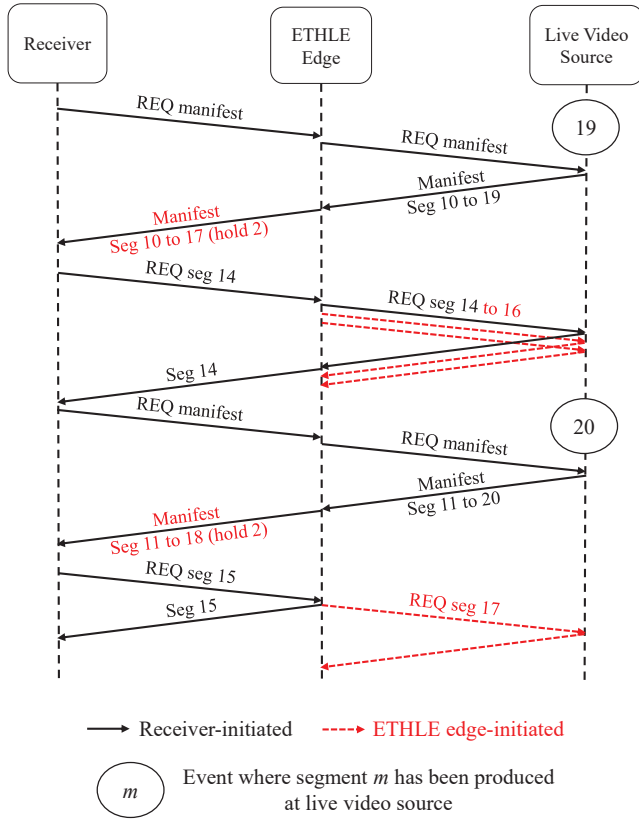 Receiver
ETHLE
Edge
Live Video
Source
19
REQ manifest
REQ manifest
Manifest
Seg 10 to 19
Manifest
Seg 10 to 17 (hold 2)
REQ seg 14
REQ seg 14 to 16
Seg 14
REQ manifest
20
REQ manifest
Manifest
Seg 11 to 20
Manifest
Seg 11 to 18 (hold 2)
REQ seg 15
Seg 15
REQ seg 17
Receiver-initiated
ETHLE edge-initiated
m
Event where segment m has been produced
at live video source